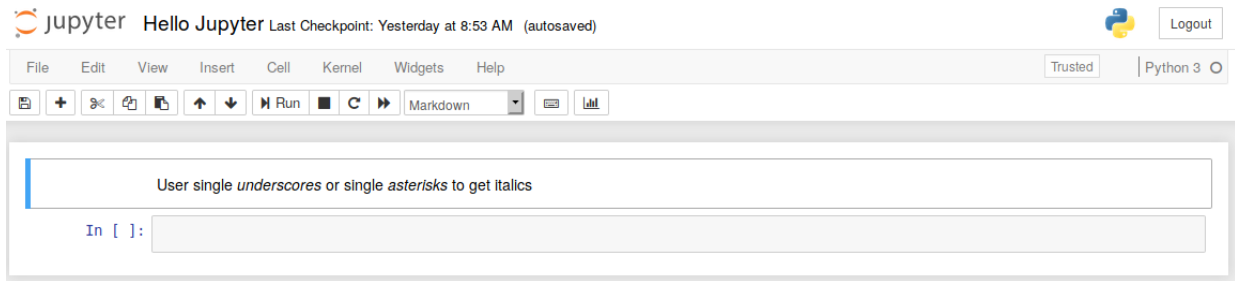 jupyter Hello Jupyter Last Checkpoint: Yesterday at 8:53 AM (autosaved) Logout
File Edit View Insert Cell Kernel Widgets Help Trusted Python 3
Run Markdown
User single underscores or single asterisks to get italics
In [ ]: